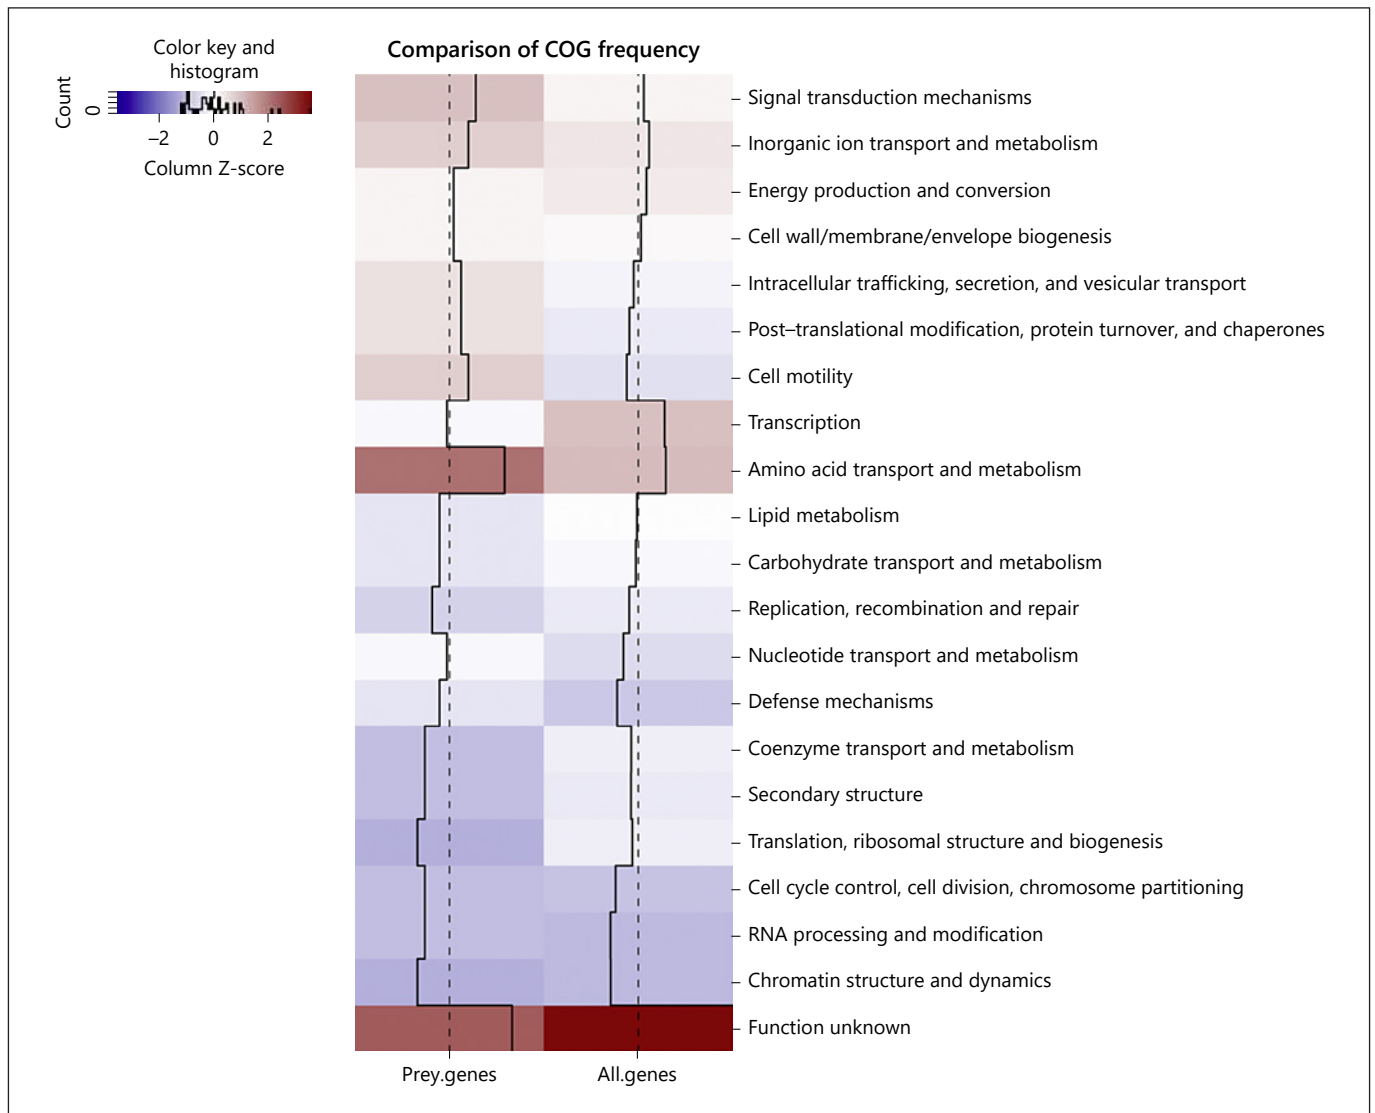 Color key and
histogram
Count
0
–2 0 2
Column Z-score
Comparison of COG frequency
Signal transduction mechanisms
Inorganic ion transport and metabolism
Energy production and conversion
Cell wall/membrane/envelope biogenesis
Intracellular trafficking, secretion, and vesicular transport
Post–translational modification, protein turnover, and chaperones
Cell motility
Transcription
Amino acid transport and metabolism
Lipid metabolism
Carbohydrate transport and metabolism
Replication, recombination and repair
Nucleotide transport and metabolism
Defense mechanisms
Coenzyme transport and metabolism
Secondary structure
Translation, ribosomal structure and biogenesis
Cell cycle control, cell division, chromosome partitioning
RNA processing and modification
Chromatin structure and dynamics
Function unknown
Prey.genes All.genes